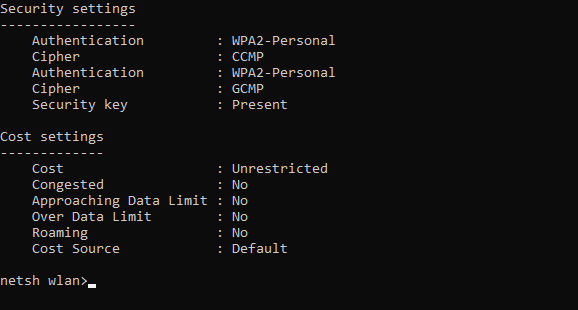 Security settings
-----------------
    Authentication         : WPA2-Personal
    Cipher                 : CCMP
    Authentication         : WPA2-Personal
    Cipher                 : GCMP
    Security key           : Present

Cost settings
-------------
    Cost                   : Unrestricted
    Congested              : No
    Approaching Data Limit : No
    Over Data Limit        : No
    Roaming                : No
    Cost Source            : Default

netsh wlan>